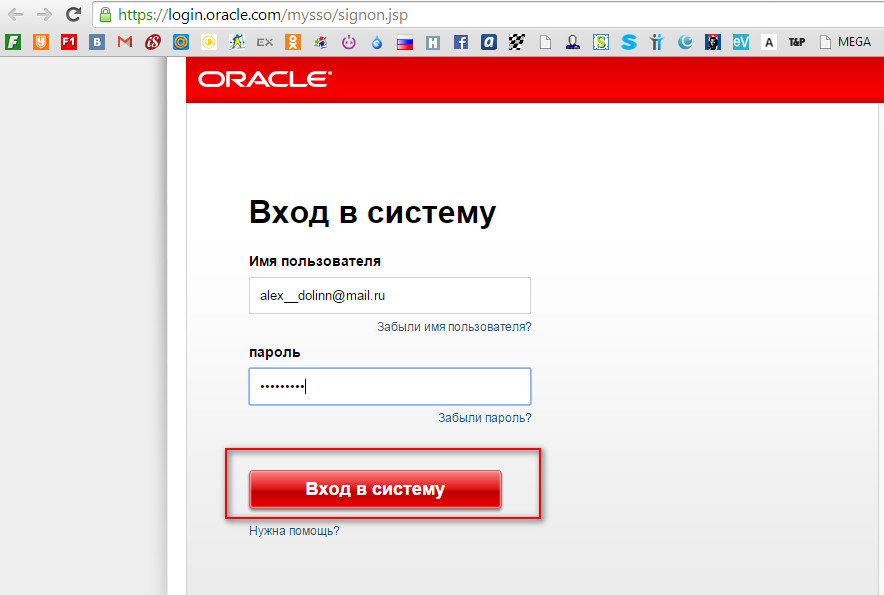 https://login.oracle.com/mysso/signon.jsp
F1 B M @ EX H f a S S eV A T&P MEGA
ORACLE®
Вход в систему
Имя пользователя
alex__dolinn@mail.ru
Забыли имя пользователя?
пароль
•••••••••
Забыли пароль?
Вход в систему
Нужна помощь?